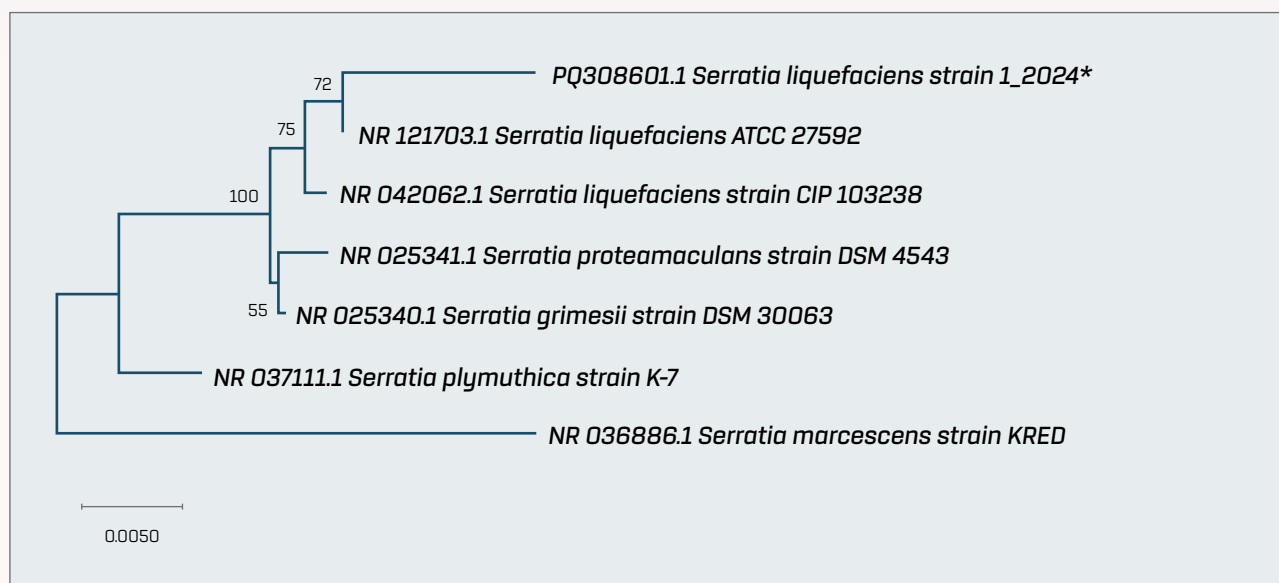 72
PQ308601.1 Serratia liquefaciens strain 1_2024*
75
NR 121703.1 Serratia liquefaciens ATCC 27592
100
NR 042062.1 Serratia liquefaciens strain CIP 103238
NR 025341.1 Serratia proteamaculans strain DSM 4543
55
NR 025340.1 Serratia grimesii strain DSM 30063
NR 037111.1 Serratia plymuthica strain K-7
NR 036886.1 Serratia marcescens strain KRED
0.0050